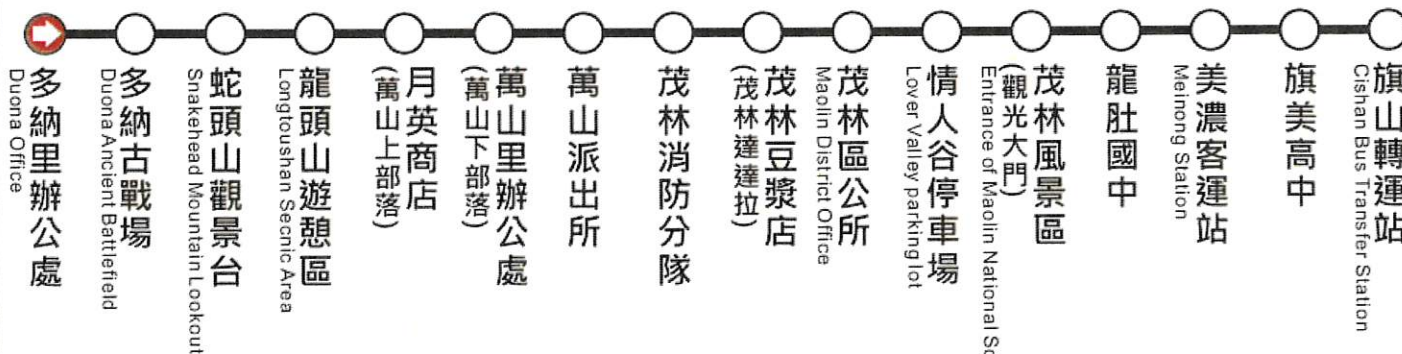 多納里辦公處
Duona Office
多納古戰場
Duona Ancient Battlefield
蛇頭山觀景台
Snakehead Mountain Lookout
龍頭山遊憩區
Longtoushan Secnic Area
月英商店
(萬山上部落)
萬山里辦公處
(萬山下部落)
萬山派出所
茂林消防分隊
茂林豆漿店
(茂林達達拉)
茂林區公所
Maolin District Office
情人谷停車場
Lover Valley parking lot
茂林風景區
(觀光大門)
Entrance of Maolin National
龍肚國中
美濃客運站
Meinong Station
旗美高中
旗山轉運站
Cishan Bus Transfer Station